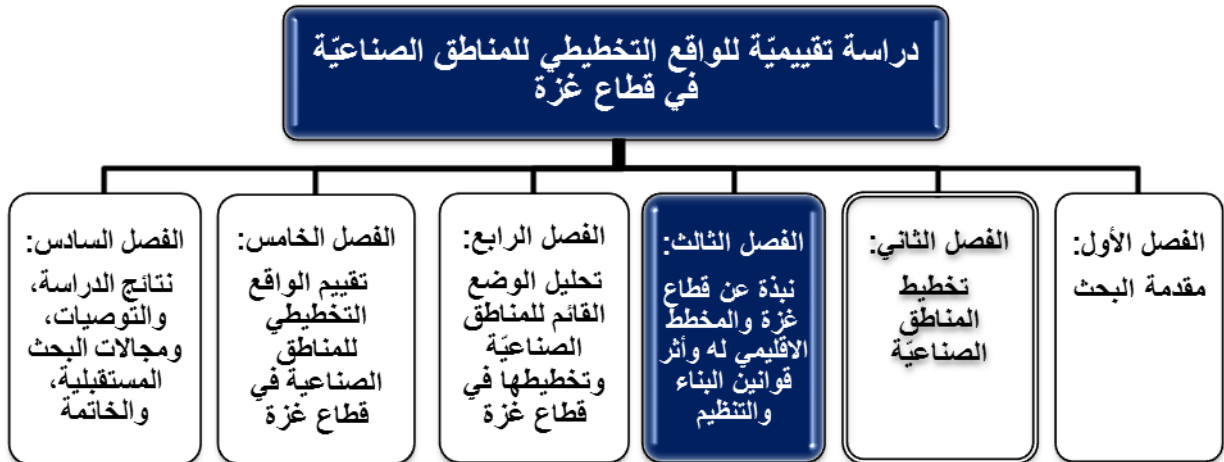 دراسة تقييميّة للواقع التخطيطي للمناطق الصناعيّة
في قطاع غزة
الفصل الأول:
مقدمة البحث
الفصل الثاني:
تخطيط
المناطق
الصناعيّة
الفصل الثالث:
نبذة عن قطاع
غزة والمخطط
الاقليمي له وأثر
قوانين البناء
والتنظيم
الفصل الرابع:
تحليل الوضع
القائم للمناطق
الصناعيّة
وتخطيطها في
قطاع غزة
الفصل الخامس:
تقييم الواقع
التخطيطي
للمناطق
الصناعية في
قطاع غزة
الفصل السادس:
نتائج الدراسة،
والتوصيات،
ومجالات البحث
المستقبلية،
والخاتمة